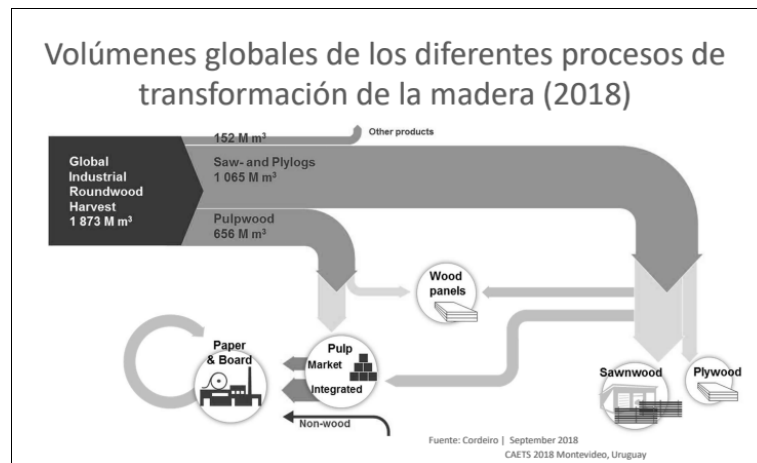 Volúmenes globales de los diferentes procesos de
transformación de la madera (2018)
152 M m³
Other products
Global
Industrial
Roundwood
Harvest
1 873 M m³
Saw- and Plylogs
1 065 M m³
Pulpwood
656 M m³
Wood
panels
Paper
& Board
Pulp
Market
Integrated
Non-wood
Sawnwood
Plywood
Fuente: Cordeiro | September 2018
CAETS 2018 Montevideo, Uruguay